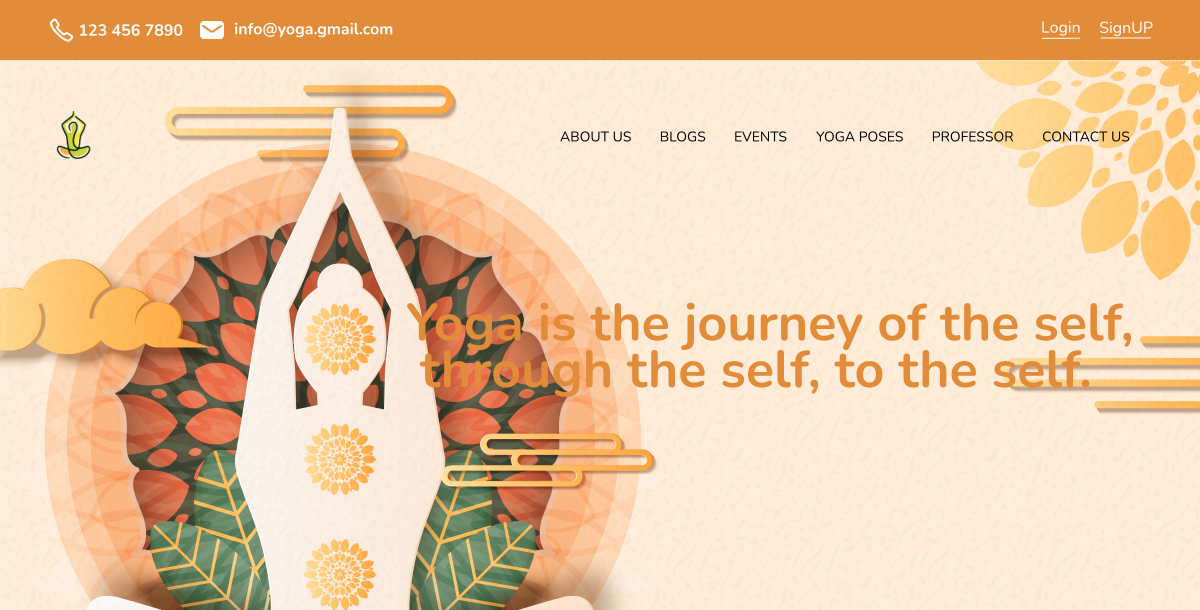 123 456 7890 info@yoga.gmail.com Login SignUP
ABOUT US BLOGS EVENTS YOGA POSES PROFESSOR CONTACT US
Yoga is the journey of the self,
through the self, to the self.